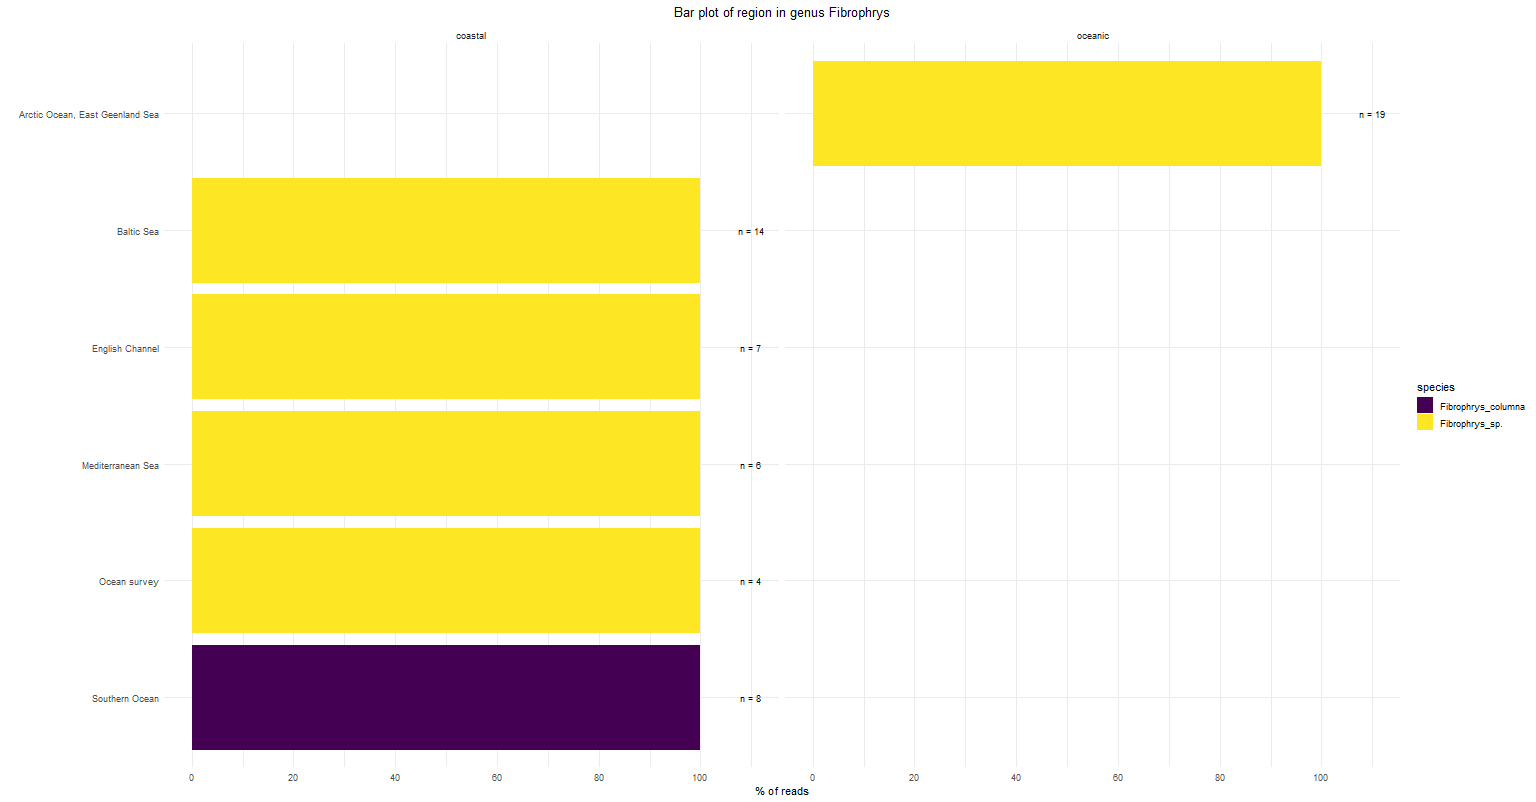 Bar plot of region in genus Fibrophrys
coastal
oceanic
Arctic Ocean, East Geenland Sea
n = 19
Baltic Sea
n = 14
English Channel
n = 7
Mediterranean Sea
n = 6
Ocean survey
n = 4
Southern Ocean
n = 8
0 20 40 60 80 100
0 20 40 60 80 100
% of reads
species
Fibrophrys_columna
Fibrophrys_sp.